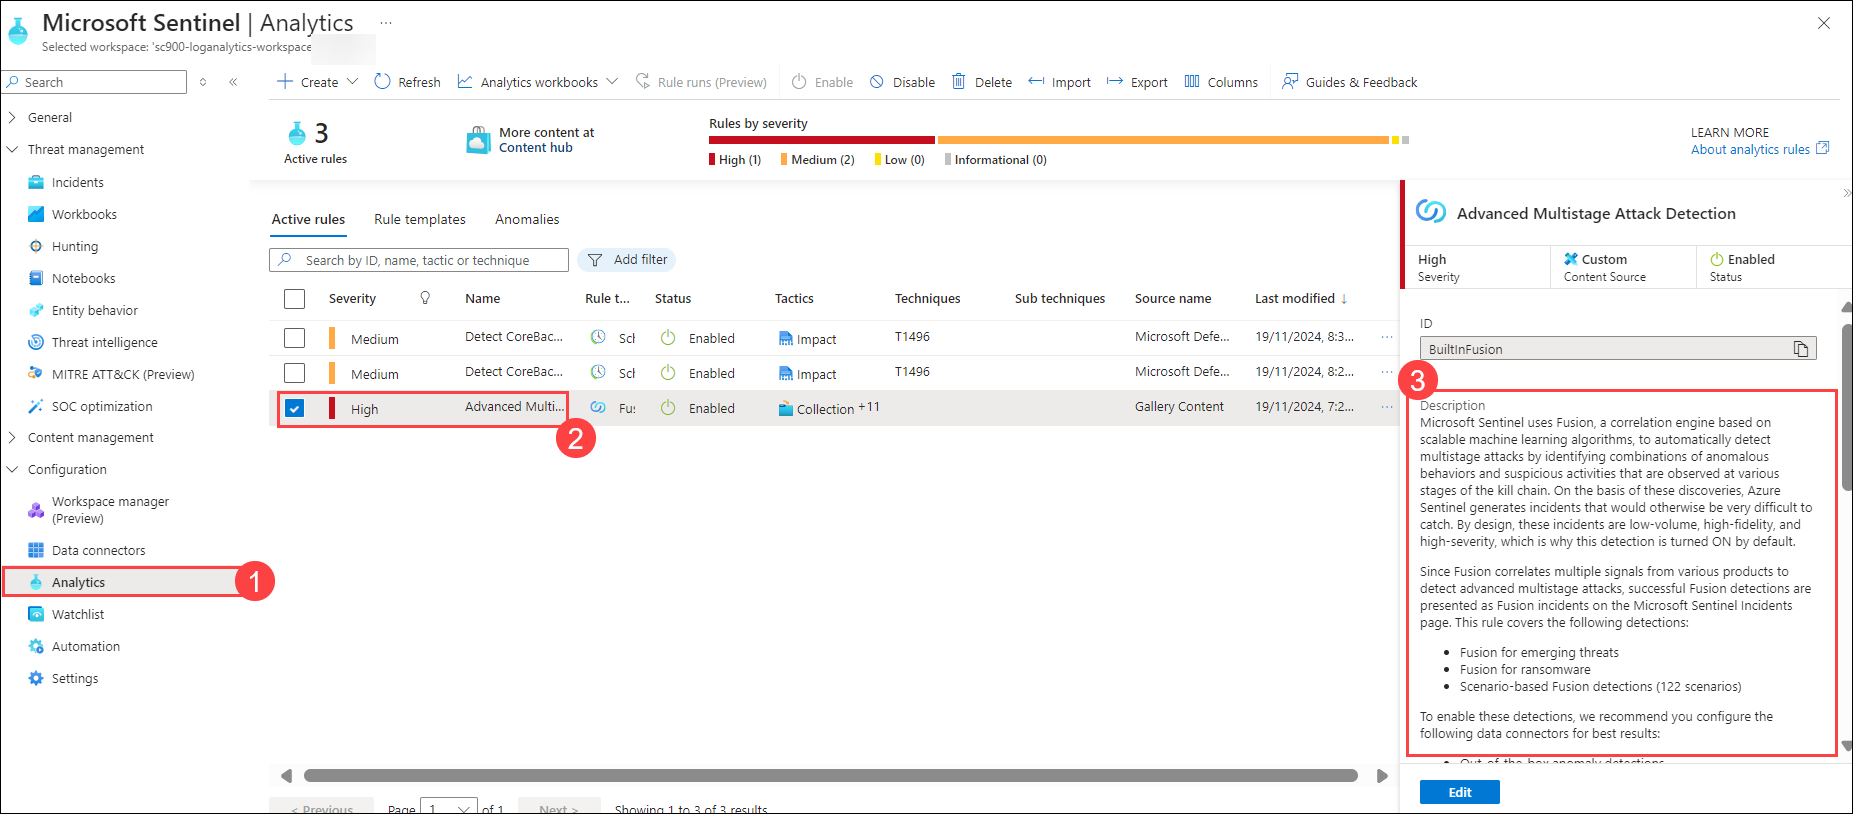 Microsoft Sentinel | Analytics ...
Selected workspace: 'sc900-loganalytics-workspace
Search
General
Threat management
Incidents
Workbooks
Hunting
Notebooks
Entity behavior
Threat intelligence
MITRE ATT&CK (Preview)
SOC optimization
Content management
Configuration
Workspace manager
(Preview)
Data connectors
Analytics
1
Watchlist
Automation
Settings
Create Refresh Analytics workbooks Rule runs (Preview) Enable Disable Delete Import Export Columns Guides & Feedback
3
Active rules
More content at
Content hub
Rules by severity
High (1) Medium (2) Low (0) Informational (0)
LEARN MORE
About analytics rules
Active rules Rule templates Anomalies
Search by ID, name, tactic or technique Add filter
Severity Name Rule t... Status Tactics Techniques Sub techniques Source name Last modified ↓
Medium Detect CoreBac... Sch Enabled Impact T1496 Microsoft Defe... 19/11/2024, 8:3... ...
Medium Detect CoreBac... Sch Enabled Impact T1496 Microsoft Defe... 19/11/2024, 8:2... ...
High Advanced Multi... Fus Enabled Collection +11 Gallery Content 19/11/2024, 7:2... ...
2
< Previous Page 1 of 1 Next > Showing 1 to 3 of 3 results
Advanced Multistage Attack Detection
High Custom Enabled
Severity Content Source Status
ID
BuiltInFusion
3
Description
Microsoft Sentinel uses Fusion, a correlation engine based on
scalable machine learning algorithms, to automatically detect
multistage attacks by identifying combinations of anomalous
behaviors and suspicious activities that are observed at various
stages of the kill chain. On the basis of these discoveries, Azure
Sentinel generates incidents that would otherwise be very difficult to
catch. By design, these incidents are low-volume, high-fidelity, and
high-severity, which is why this detection is turned ON by default.
Since Fusion correlates multiple signals from various products to
detect advanced multistage attacks, successful Fusion detections are
presented as Fusion incidents on the Microsoft Sentinel Incidents
page. This rule covers the following detections:
• Fusion for emerging threats
• Fusion for ransomware
• Scenario-based Fusion detections (122 scenarios)
To enable these detections, we recommend you configure the
following data connectors for best results:
• Out-of-the-box anomaly detections
Edit